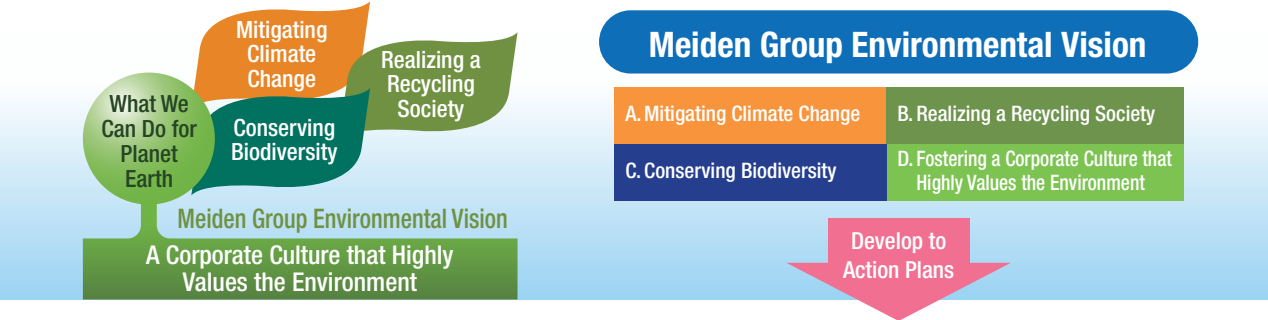 Mitigating
Climate
Change
Realizing a
Recycling
Society
What We
Can Do for
Planet
Earth
Conserving
Biodiversity
Meiden Group Environmental Vision
A Corporate Culture that Highly
Values the Environment
Meiden Group Environmental Vision
A. Mitigating Climate Change
B. Realizing a Recycling Society
C. Conserving Biodiversity
D. Fostering a Corporate Culture that
Highly Values the Environment
Develop to
Action Plans